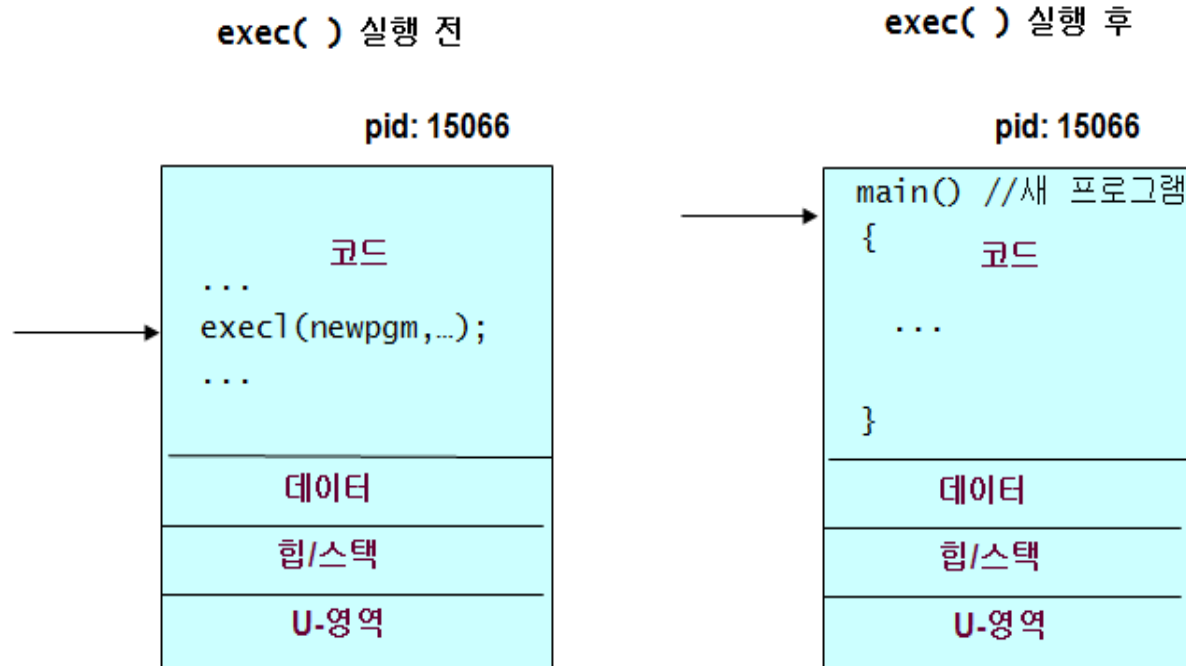 exec( ) 실행 전
pid: 15066
코드
...
execl(newpgm,…);
...
데이터
힙/스택
U-영역
exec( ) 실행 후
pid: 15066
main() //새 프로그램
{
코드
...
}
데이터
힙/스택
U-영역